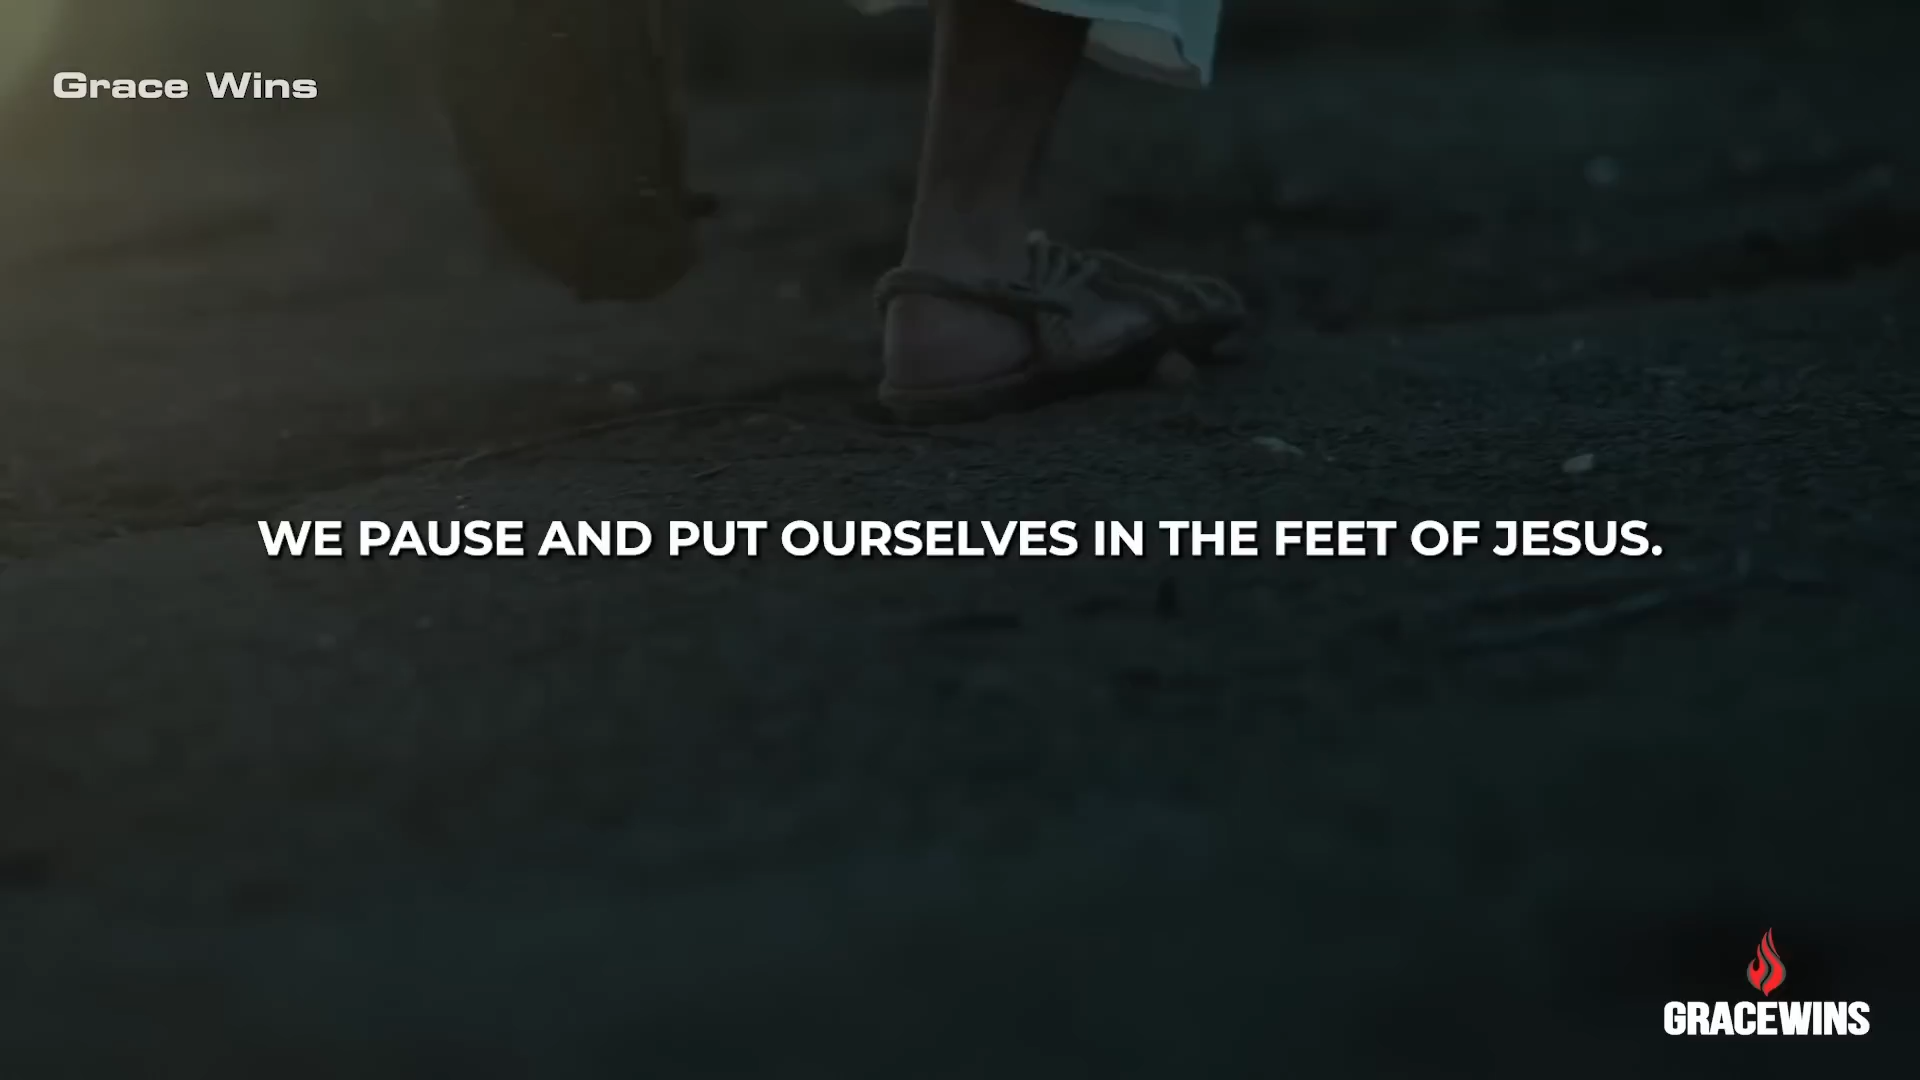 Grace Wins
WE PAUSE AND PUT OURSELVES IN THE FEET OF JESUS.
GRACEWINS